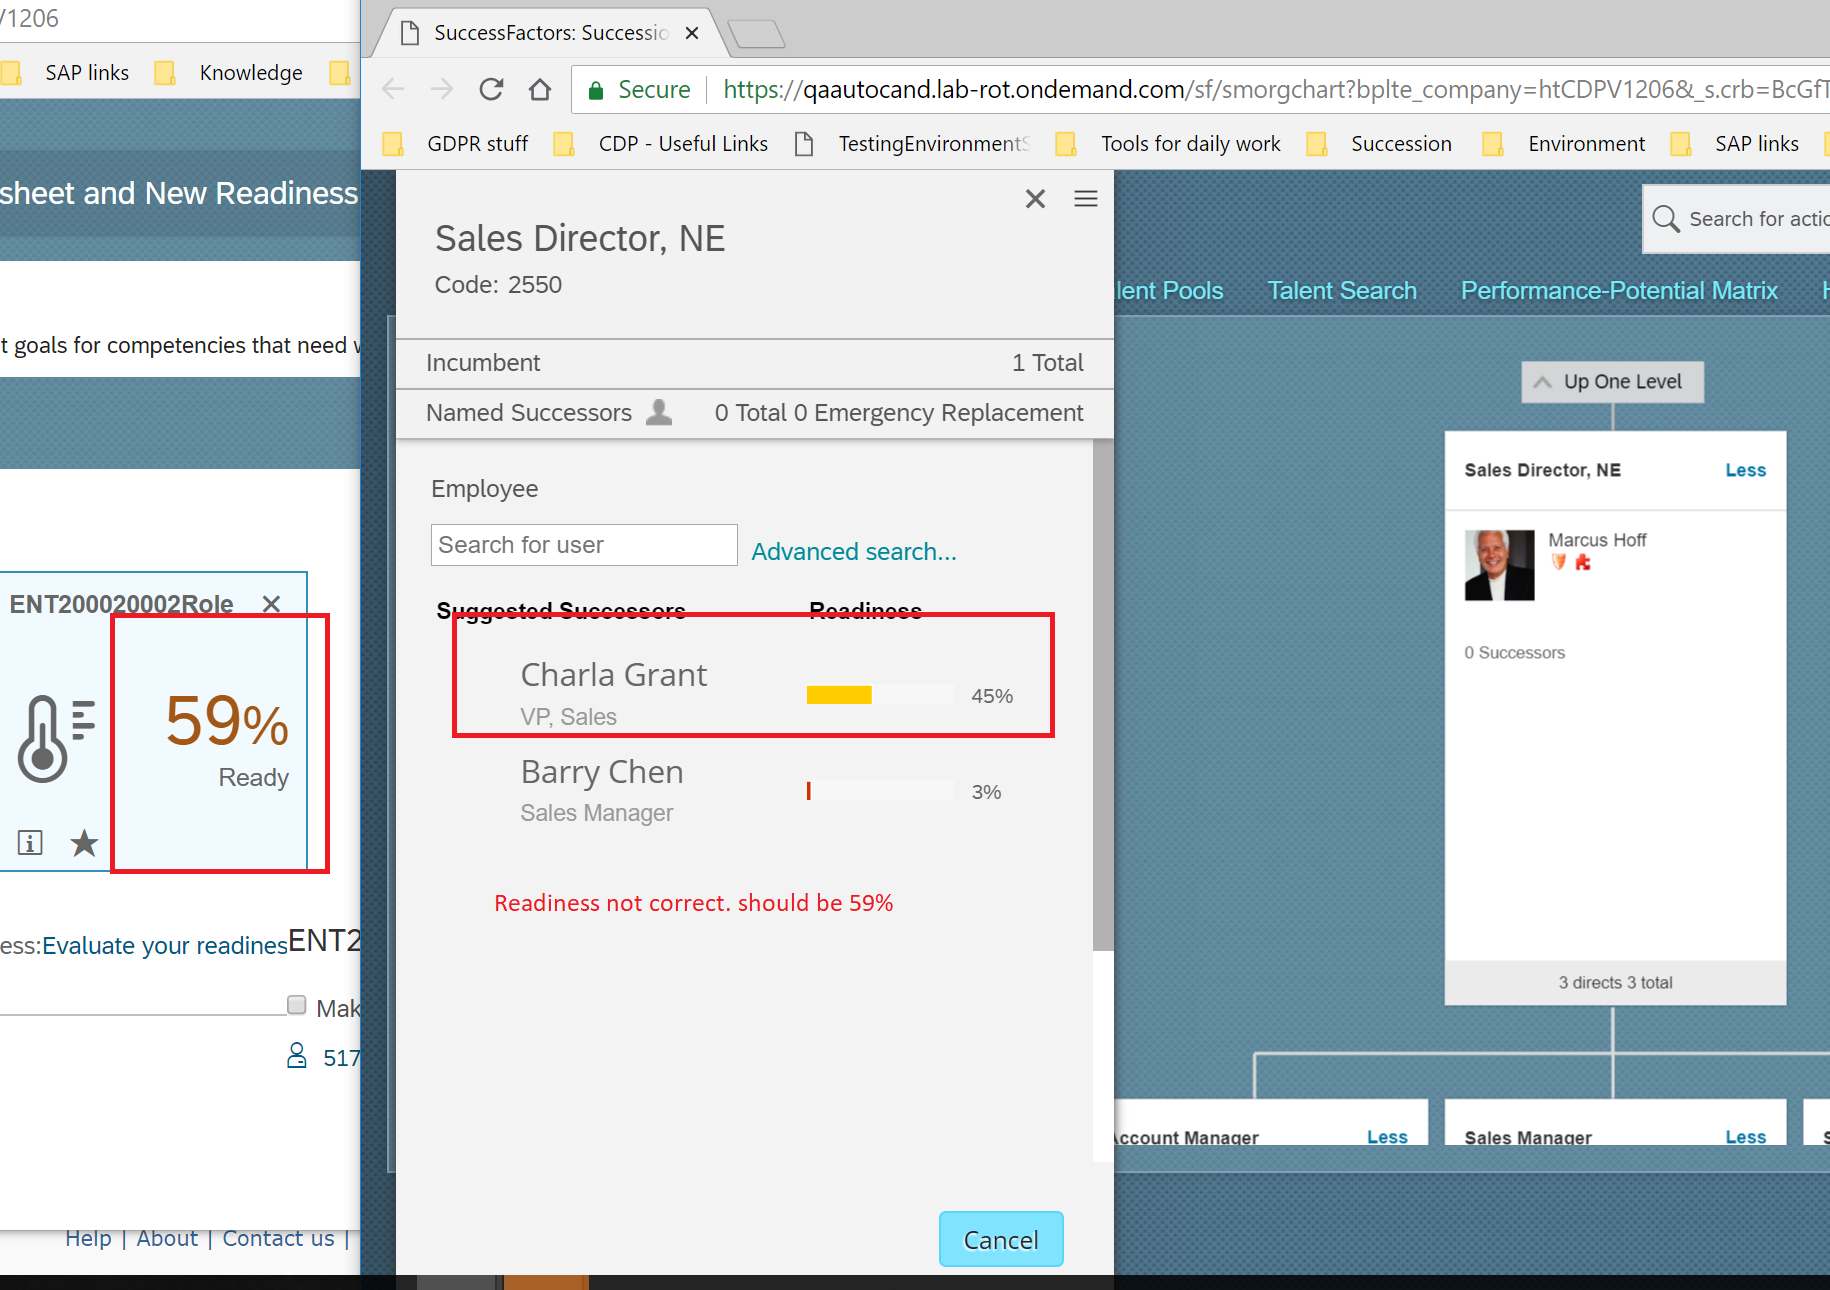 /1206
SAP links
Knowledge
sheet and New Readiness
t goals for competencies that need
ENT200020002Role
59%
Ready
ess:Evaluate your readines
ENT2
Mak
517
Help | About | Contact us |
SuccessFactors: Successio
Secure
https://qaautocand.lab-rot.ondemand.com/sf/smorgchart?bplte_company=htCDPV1206&_s.crb=BcGfT
GDPR stuff
CDP - Useful Links
TestingEnvironmentS
Tools for daily work
Succession
Environment
SAP links
Sales Director, NE
Code: 2550
Incumbent
1 Total
Named Successors
0 Total 0 Emergency Replacement
Employee
Search for user
Advanced search...
Suggested Successors
Readiness
Charla Grant
VP, Sales
45%
Barry Chen
Sales Manager
3%
Readiness not correct. should be 59%
Cancel
Search for actio
lent Pools
Talent Search
Performance-Potential Matrix
Up One Level
Sales Director, NE
Less
Marcus Hoff
0 Successors
3 directs 3 total
Account Manager
Less
Sales Manager
Less